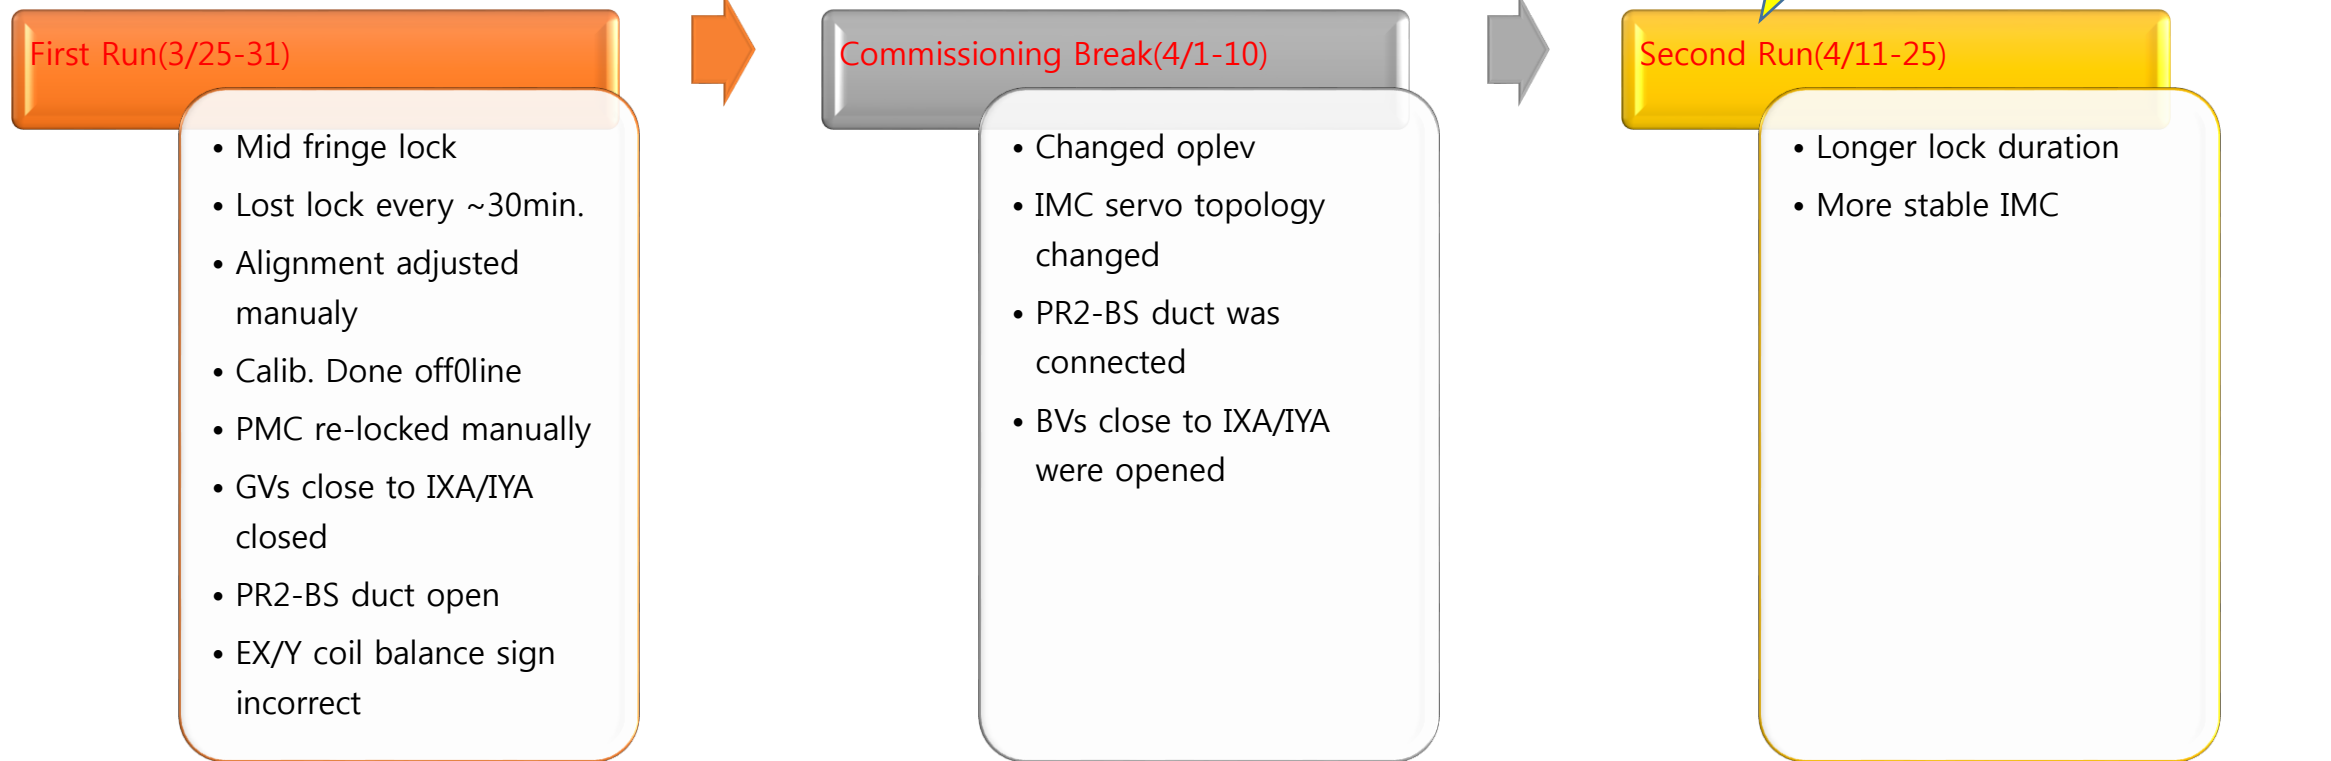 First Run(3/25-31)
• Mid fringe lock
• Lost lock every ~30min.
• Alignment adjusted
manualy
• Calib. Done off0line
• PMC re-locked manually
• GVs close to IXA/IYA
closed
• PR2-BS duct open
• EX/Y coil balance sign
incorrect
Commissioning Break(4/1-10)
• Changed oplev
• IMC servo topology
changed
• PR2-BS duct was
connected
• BVs close to IXA/IYA
were opened
Second Run(4/11-25)
• Longer lock duration
• More stable IMC